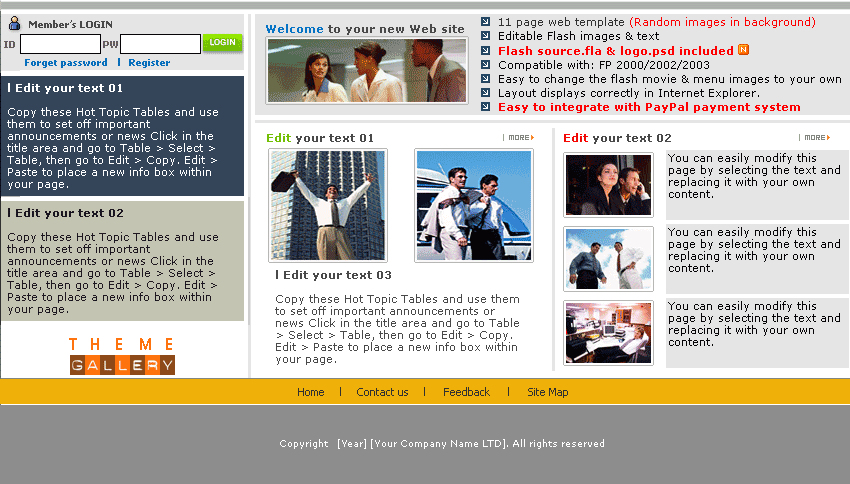 Member's LOGIN
ID PW LOGIN
Forget password | Register
Edit your text 01
Copy these Hot Topic Tables and use
them to set off important
announcements or news Click in the
title area and go to Table > Select >
Table, then go to Edit > Copy. Edit >
Paste to place a new info box within
your page.
Edit your text 02
Copy these Hot Topic Tables and use
them to set off important
announcements or news Click in the
title area and go to Table > Select >
Table, then go to Edit > Copy. Edit >
Paste to place a new info box within
your page.
THEME
GALLERY
Welcome to your new Web site
11 page web template (Random images in background)
Editable Flash images & text
Flash source.fla & logo.psd included N
Compatible with: FP 2000/2002/2003
Easy to change the flash movie & menu images to your own
Layout displays correctly in Internet Explorer.
Easy to integrate with PayPal payment system
Edit your text 01 | MORE
Edit your text 03
Copy these Hot Topic Tables and use them
to set off important announcements or
news Click in the title area and go to Table
> Select > Table, then go to Edit > Copy.
Edit > Paste to place a new info box within
your page.
Edit your text 02 | MORE
You can easily modify this
page by selecting the text and
replacing it with your own
content.
You can easily modify this
page by selecting the text and
replacing it with your own
content.
You can easily modify this
page by selecting the text and
replacing it with your own
content.
Home | Contact us | Feedback | Site Map
Copyright [Year] [Your Company Name LTD]. All rights reserved